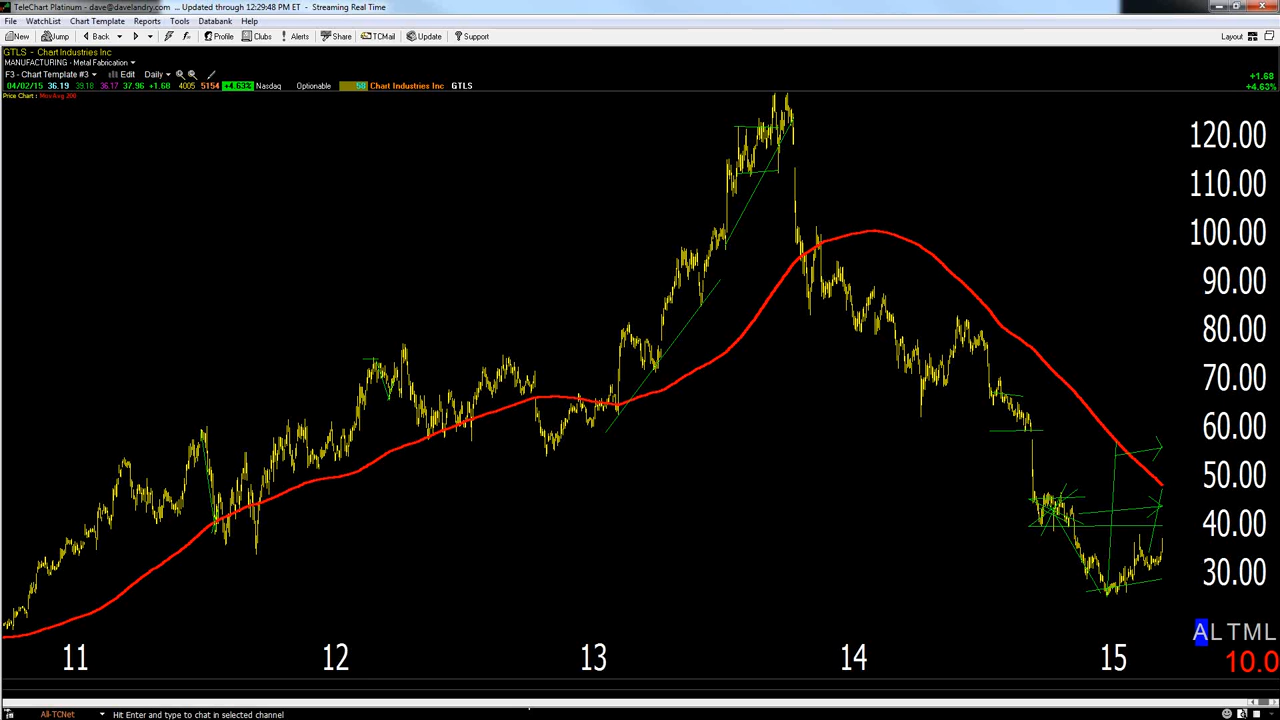 TeleChart Platinum - dave@davelandry.com ... Updated through 12:29:48 PM ET - Streaming Real Time
File WatchList Chart Template Reports Tools Databank Help
New Jump Back Profile Clubs Alerts Share TCMail Update Support Layout
GTLS - Chart Industries Inc
MANUFACTURING - Metal Fabrication
F3 - Chart Template #3 Edit Daily
+1.68
04/02/15 36.19 39.18 36.17 37.96 +1.68 4005 5154 +4.63% Nasdaq Optionable 58 Chart Industries Inc GTLS +4.63%
Price Chart : MovAvg 200
120.00
110.00
100.00
90.00
80.00
70.00
60.00
50.00
40.00
30.00
ALTML
11 12 13 14 15 10.0
All-TCNet Hit Enter and type to chat in selected channel